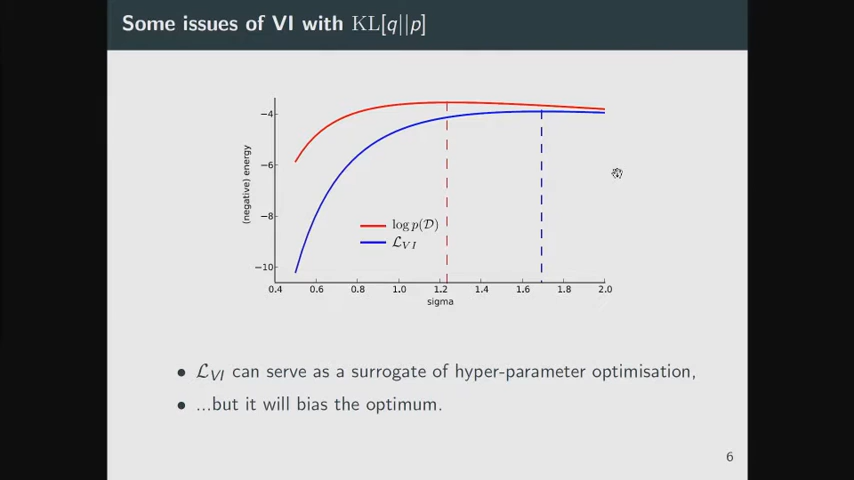 Some issues of VI with KL[q||p]
−4
−6
−8
−10
(negative) energy
log p(𝒟)
ℒ_VI
0.4 0.6 0.8 1.0 1.2 1.4 1.6 1.8 2.0
sigma
• ℒ_VI can serve as a surrogate of hyper-parameter optimisation,
• ...but it will bias the optimum.
6